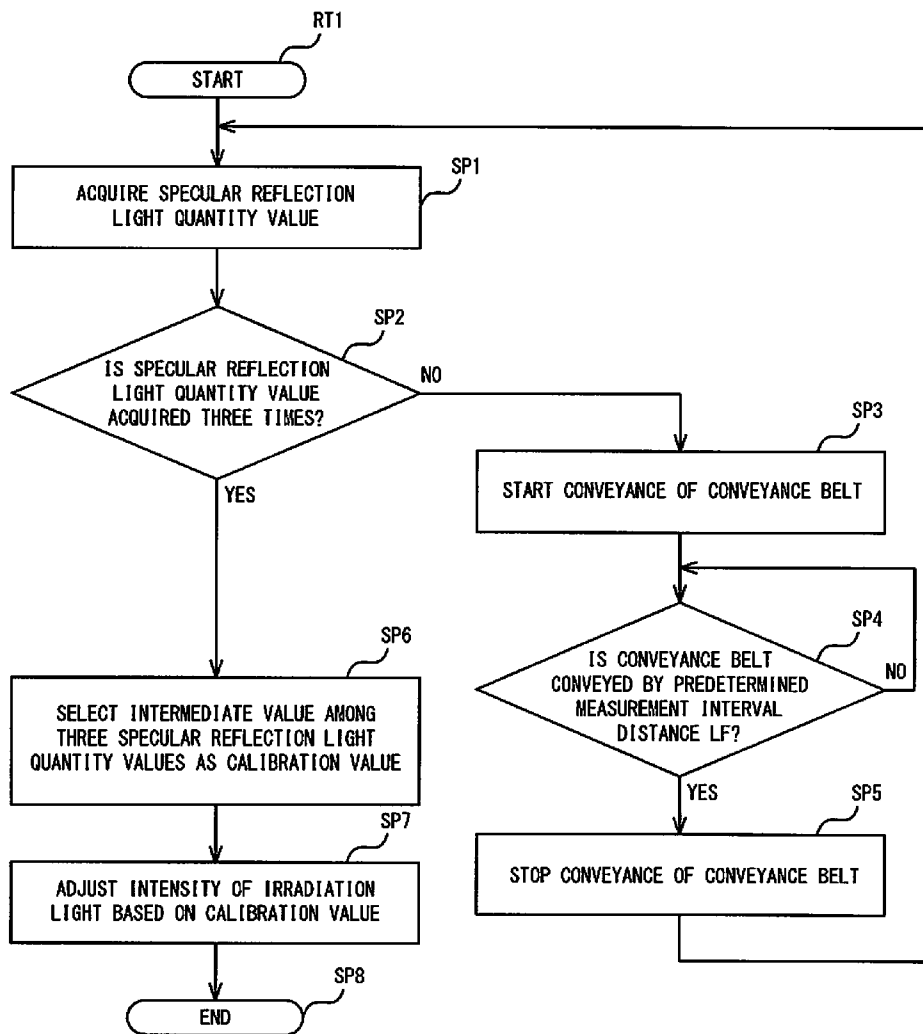 RT1
START
SP1
ACQUIRE SPECULAR REFLECTION
LIGHT QUANTITY VALUE
SP2
IS SPECULAR REFLECTION
LIGHT QUANTITY VALUE
ACQUIRED THREE TIMES?
NO
YES
SP3
START CONVEYANCE OF CONVEYANCE BELT
SP4
IS CONVEYANCE BELT
CONVEYED BY PREDETERMINED
MEASUREMENT INTERVAL
DISTANCE LF?
NO
YES
SP5
STOP CONVEYANCE OF CONVEYANCE BELT
SP6
SELECT INTERMEDIATE VALUE AMONG
THREE SPECULAR REFLECTION LIGHT
QUANTITY VALUES AS CALIBRATION VALUE
SP7
ADJUST INTENSITY OF IRRADIATION
LIGHT BASED ON CALIBRATION VALUE
SP8
END